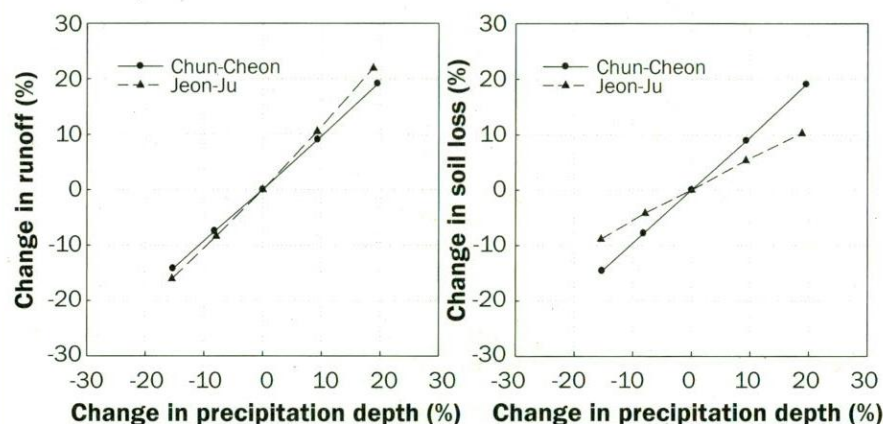 30
20
10
0
-10
-20
-30
Change in runoff (%)
Chun-Cheon
Jeon-Ju
-30 -20 -10 0 10 20 30
Change in precipitation depth (%)
30
20
10
0
-10
-20
-30
Change in soil loss (%)
Chun-Cheon
Jeon-Ju
-30 -20 -10 0 10 20 30
Change in precipitation depth (%)